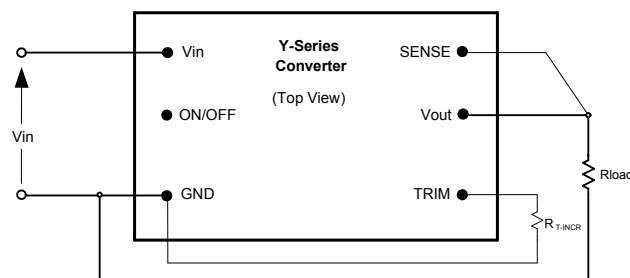 Y-Series
Converter
(Top View)
Vin
SENSE
ON/OFF
Vout
Vin
GND
TRIM
Rload
R T-INCR